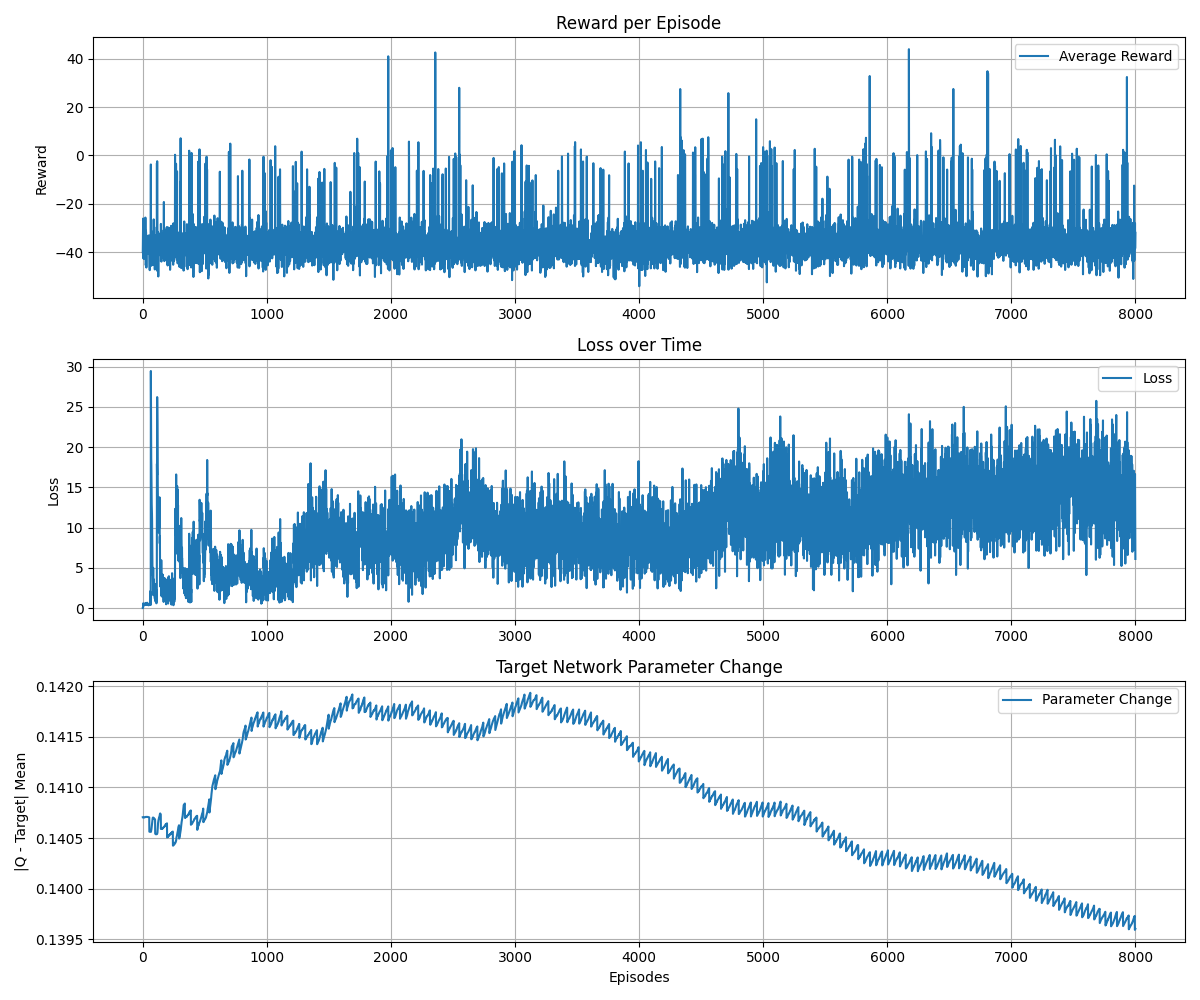 Reward per Episode
Reward
40
20
0
−20
−40
Average Reward
0 1000 2000 3000 4000 5000 6000 7000 8000
Loss over Time
Loss
30
25
20
15
10
5
0
Loss
0 1000 2000 3000 4000 5000 6000 7000 8000
Target Network Parameter Change
|Q - Target| Mean
0.1420
0.1415
0.1410
0.1405
0.1400
0.1395
Parameter Change
0 1000 2000 3000 4000 5000 6000 7000 8000
Episodes